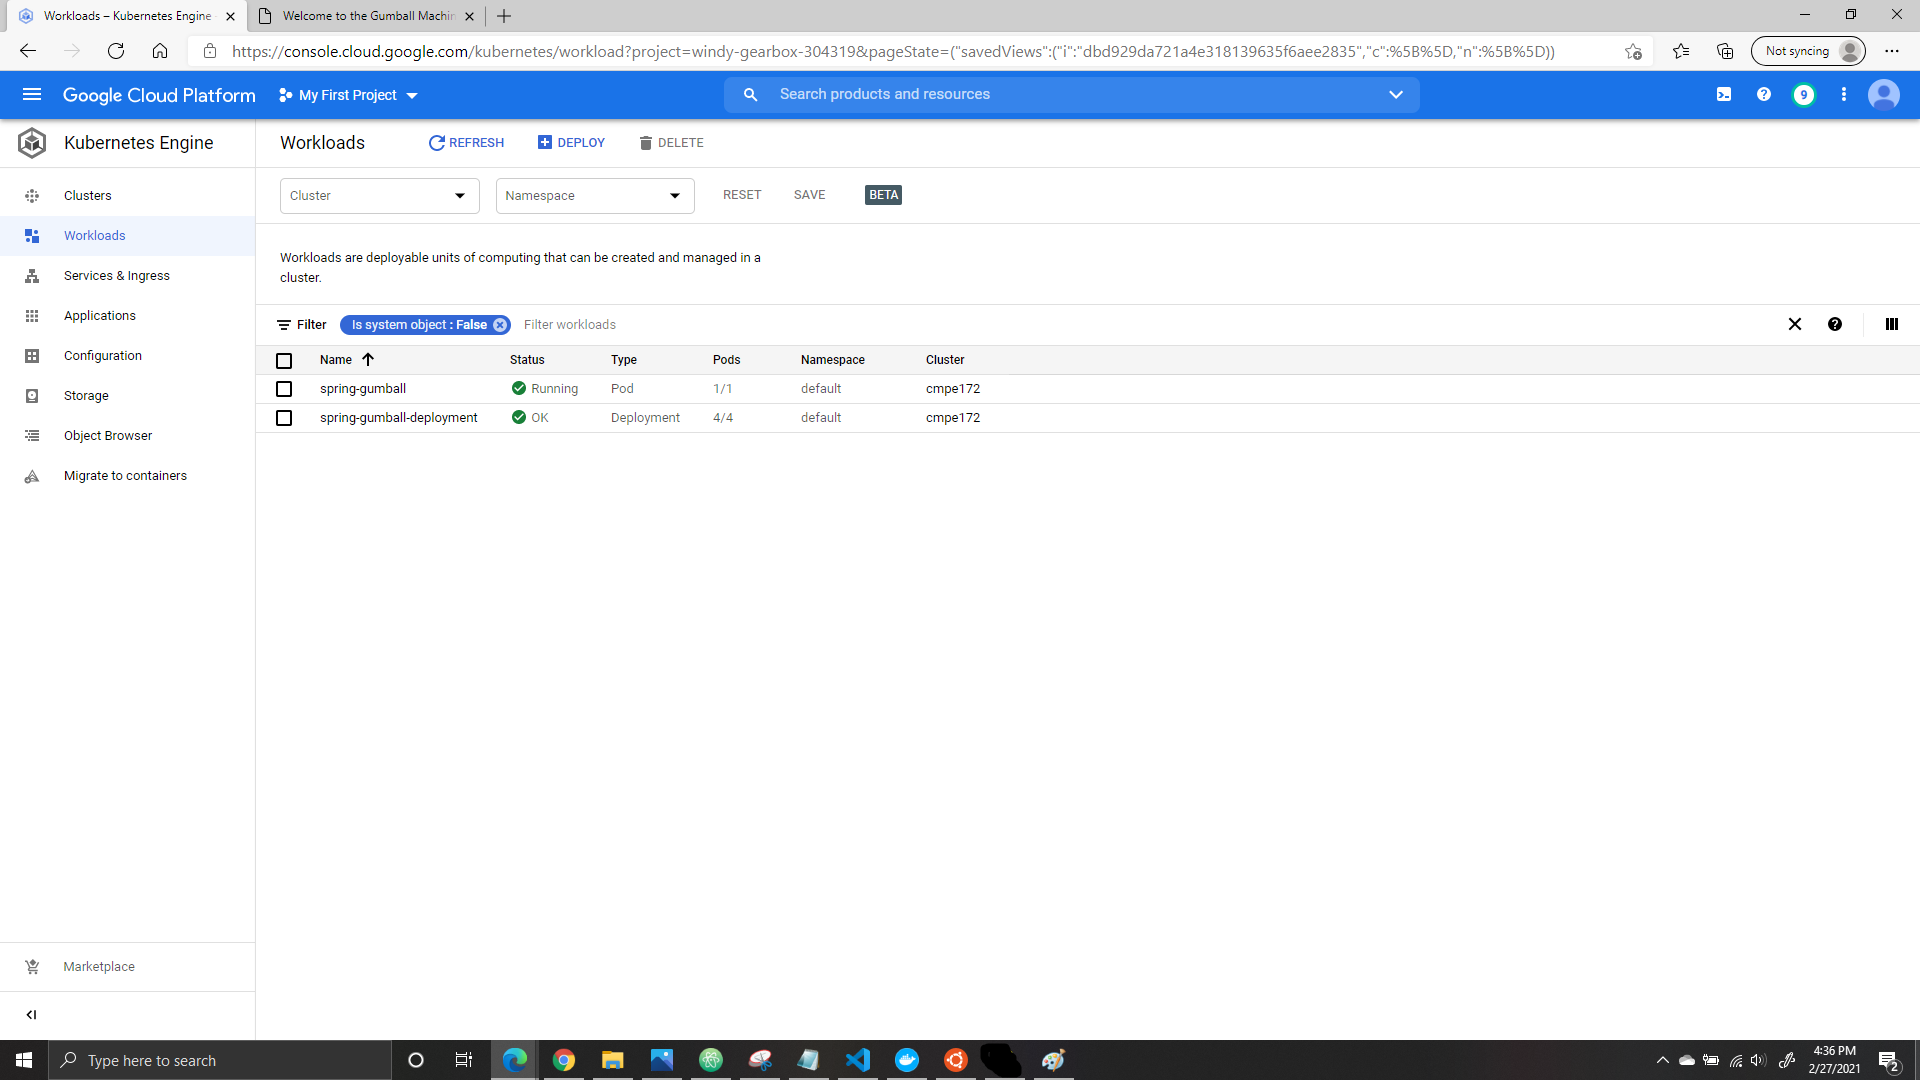 Workloads – Kubernetes Engine
Welcome to the Gumball Machin
https://console.cloud.google.com/kubernetes/workload?project=windy-gearbox-304319&pageState=("savedViews":("i":"dbd929da721a4e318139635f6aee2835","c":%5B%5D,"n":%5B%5D))
Not syncing
Google Cloud Platform
My First Project
Search products and resources
9
Kubernetes Engine
Workloads
REFRESH
DEPLOY
DELETE
Clusters
Workloads
Services & Ingress
Applications
Configuration
Storage
Object Browser
Migrate to containers
Marketplace
Cluster
Namespace
RESET
SAVE
BETA
Workloads are deployable units of computing that can be created and managed in a
cluster.
Filter
Is system object : False
Filter workloads
Name Status Type Pods Namespace Cluster
spring-gumball Running Pod 1/1 default cmpe172
spring-gumball-deployment OK Deployment 4/4 default cmpe172
Type here to search
4:36 PM
2/27/2021
2